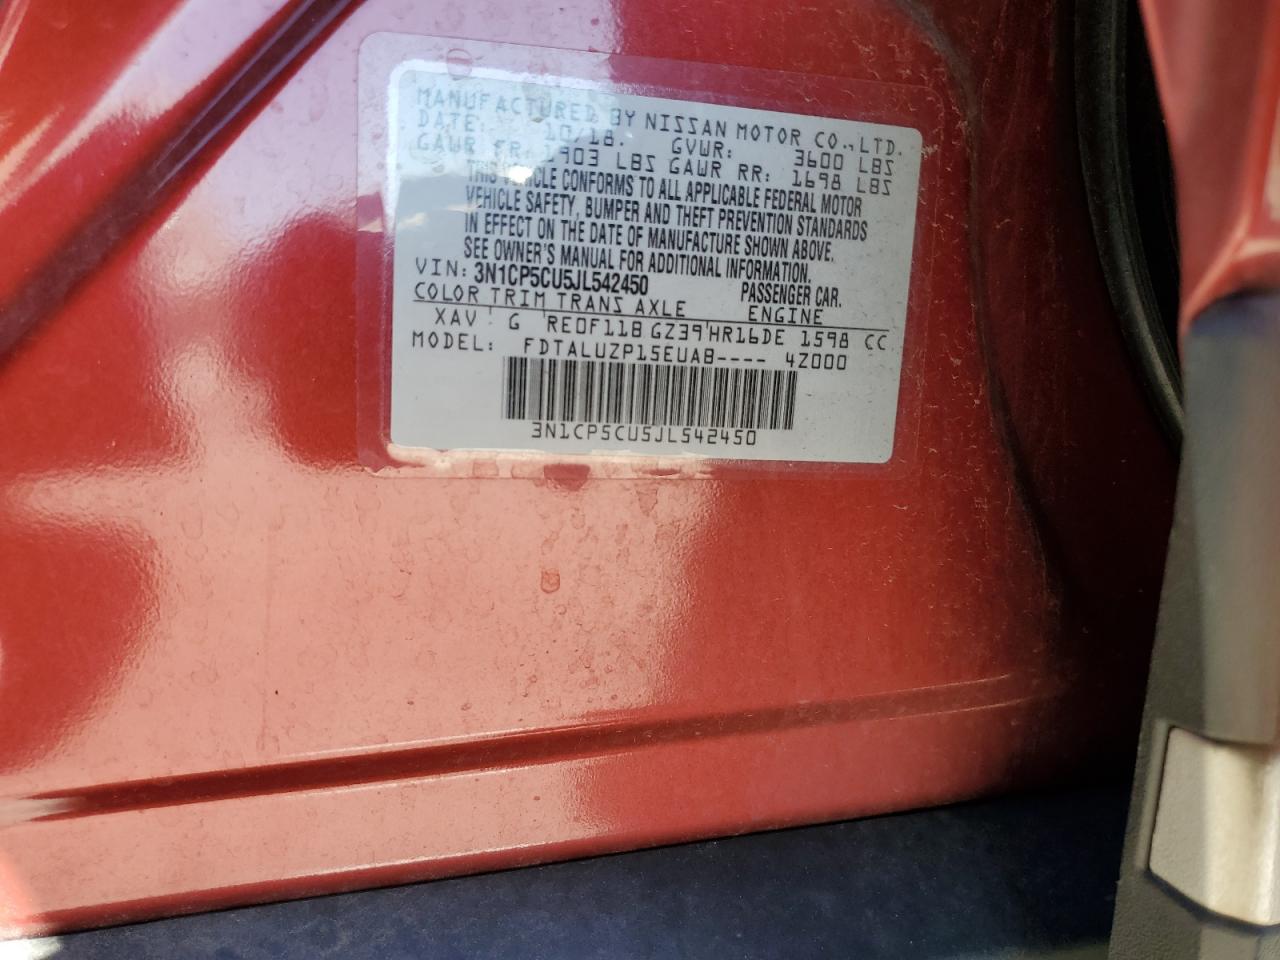 MANUFACTURED BY NISSAN MOTOR CO., LTD.
DATE: 10/18. GVWR: 3600 LBS
GAWR FR: 1903 LBS GAWR RR: 1698 LBS
THIS VEHICLE CONFORMS TO ALL APPLICABLE FEDERAL MOTOR
VEHICLE SAFETY, BUMPER AND THEFT PREVENTION STANDARDS
IN EFFECT ON THE DATE OF MANUFACTURE SHOWN ABOVE.
SEE OWNER'S MANUAL FOR ADDITIONAL INFORMATION.
VIN: 3N1CP5CU5JL542450 PASSENGER CAR.
COLOR TRIM TRANS AXLE ENGINE
XAV G RE0F11B GZ39 HR16DE 1598 CC
MODEL: FDTALUZP15EUAB---- 4Z000
3N1CP5CU5JL542450